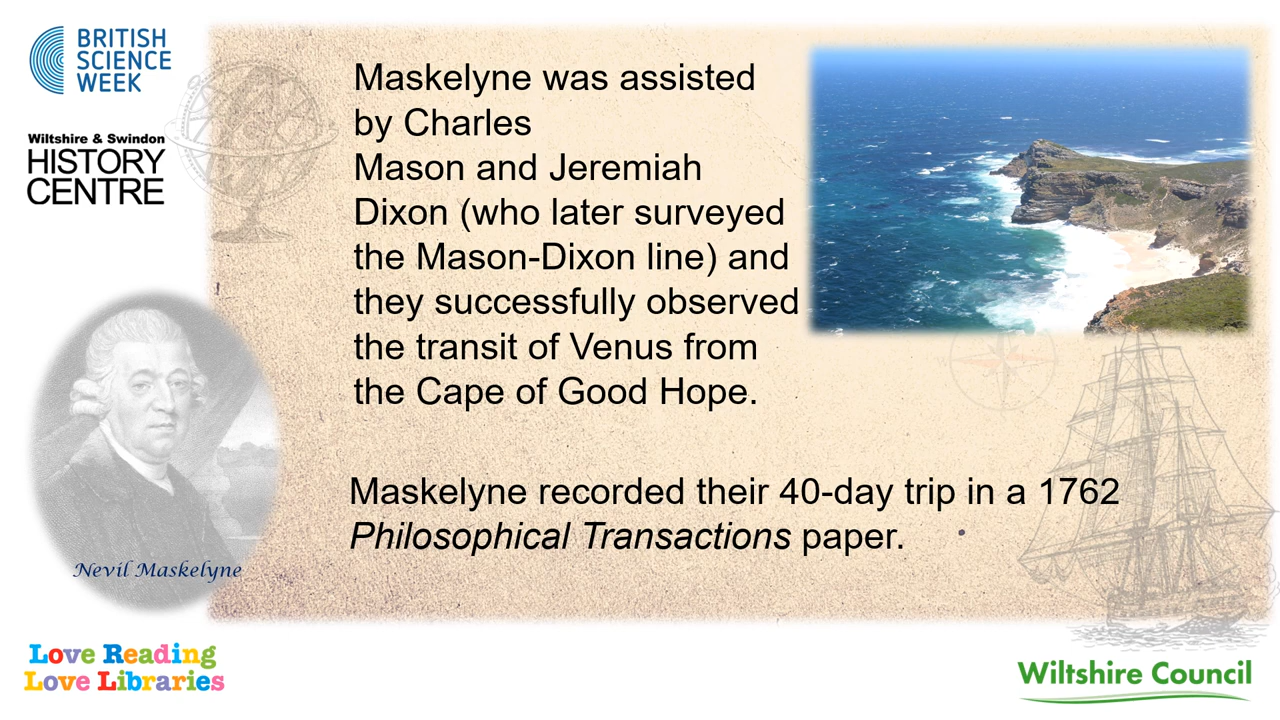 BRITISH
SCIENCE
WEEK
Wiltshire & Swindon
HISTORY
CENTRE
Maskelyne was assisted
by Charles
Mason and Jeremiah
Dixon (who later surveyed
the Mason-Dixon line) and
they successfully observed
the transit of Venus from
the Cape of Good Hope.
Maskelyne recorded their 40-day trip in a 1762
Philosophical Transactions paper.
Nevil Maskelyne
Love Reading
Love Libraries
Wiltshire Council